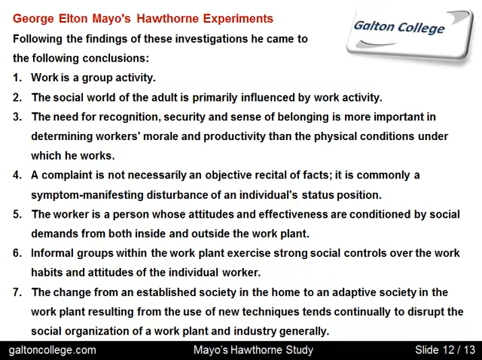 George Elton Mayo's Hawthorne Experiments
Galton College
Following the findings of these investigations he came to
the following conclusions:
1. Work is a group activity.
2. The social world of the adult is primarily influenced by work activity.
3. The need for recognition, security and sense of belonging is more important in
determining workers' morale and productivity than the physical conditions under
which he works.
4. A complaint is not necessarily an objective recital of facts; it is commonly a
symptom-manifesting disturbance of an individual's status position.
5. The worker is a person whose attitudes and effectiveness are conditioned by social
demands from both inside and outside the work plant.
6. Informal groups within the work plant exercise strong social controls over the work
habits and attitudes of the individual worker.
7. The change from an established society in the home to an adaptive society in the
work plant resulting from the use of new techniques tends continually to disrupt the
social organization of a work plant and industry generally.
galtoncollege.com Mayo's Hawthorne Study Slide 12 / 13